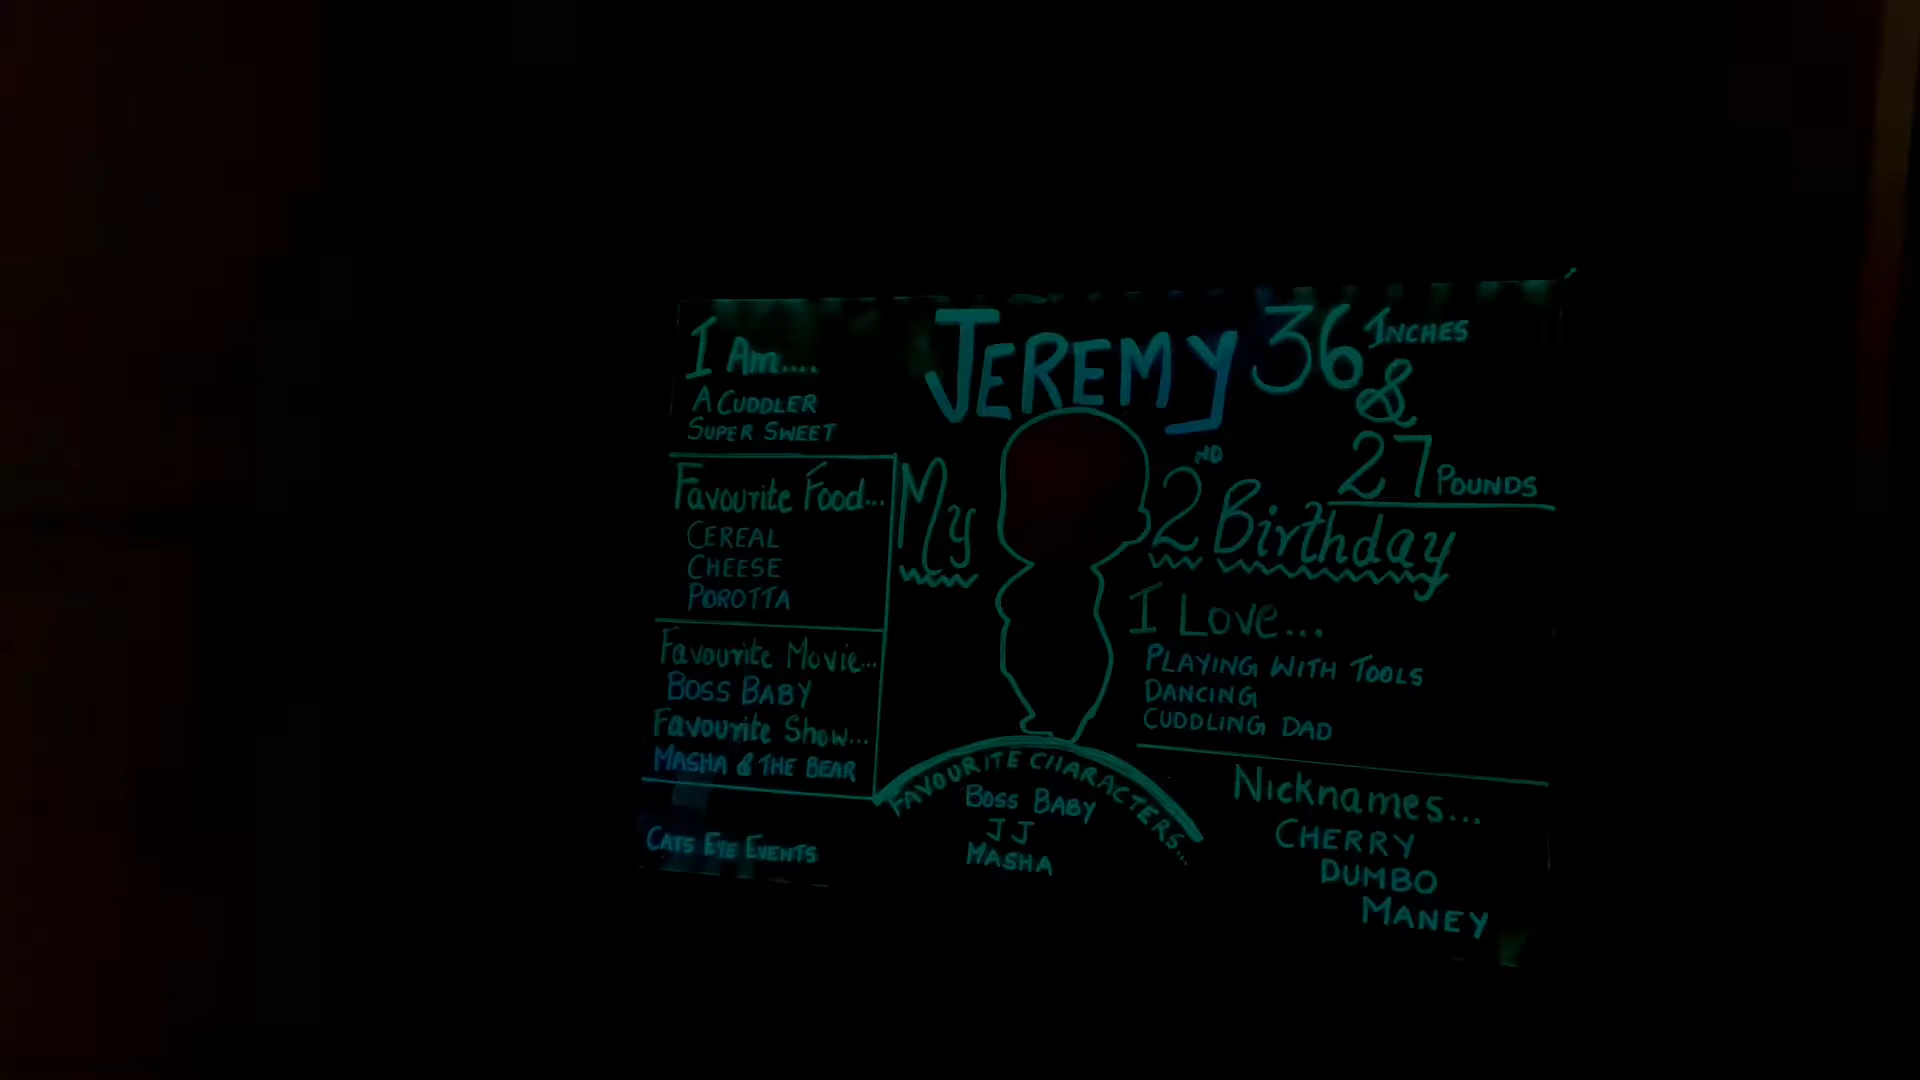 JEREMY
I Am....
A CUDDLER
SUPER SWEET
36 INCHES
&
27 POUNDS
Favourite Food...
CEREAL
CHEESE
POROTTA
My 2ND Birthday
I Love...
PLAYING WITH TOOLS
DANCING
CUDDLING DAD
Favourite Movie...
BOSS BABY
Favourite Show...
MASHA & THE BEAR
FAVOURITE CHARACTERS...
BOSS BABY
JJ
MASHA
Nicknames...
CHERRY
DUMBO
MANEY
CATS EYE EVENTS